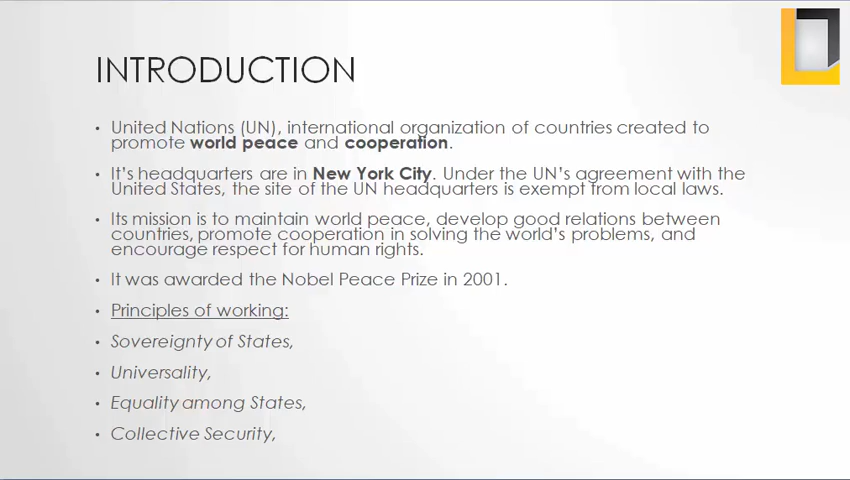 INTRODUCTION
• United Nations (UN), international organization of countries created to
promote world peace and cooperation.
• It's headquarters are in New York City. Under the UN's agreement with the
United States, the site of the UN headquarters is exempt from local laws.
• Its mission is to maintain world peace, develop good relations between
countries, promote cooperation in solving the world's problems, and
encourage respect for human rights.
• It was awarded the Nobel Peace Prize in 2001.
• Principles of working:
• Sovereignty of States,
• Universality,
• Equality among States,
• Collective Security,